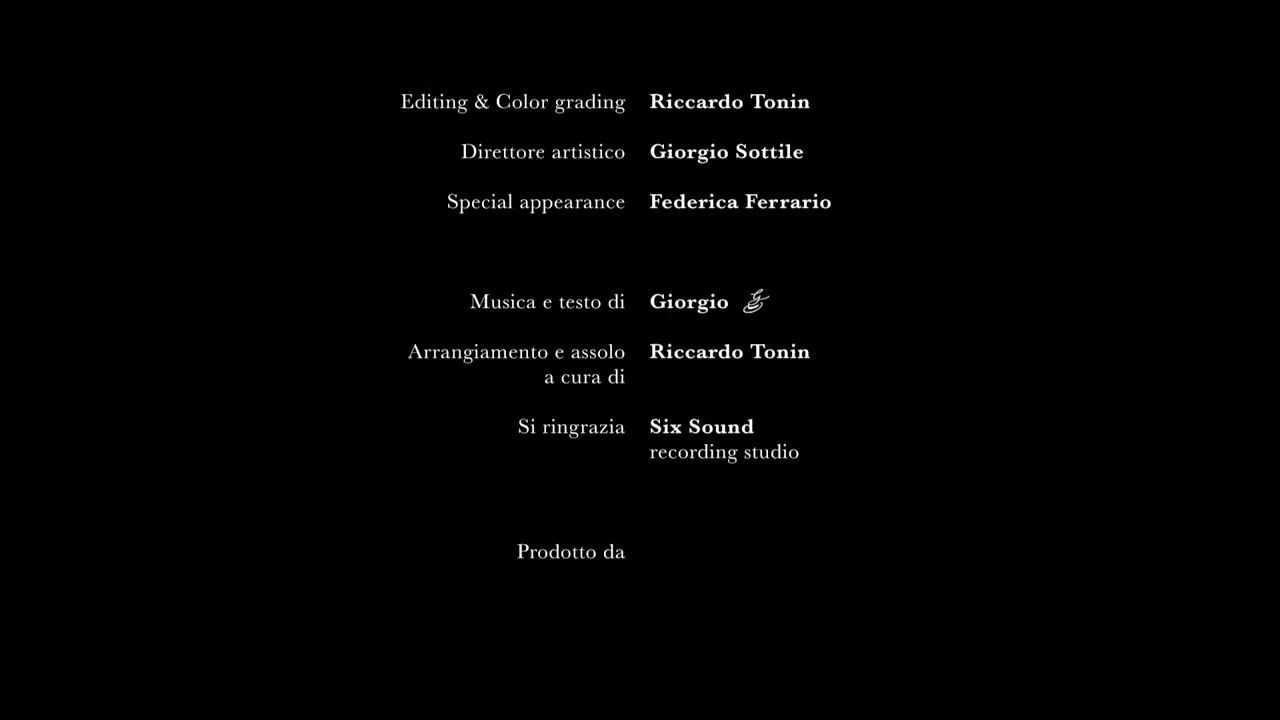 Editing & Color grading Riccardo Tonin
Direttore artistico Giorgio Sottile
Special appearance Federica Ferrario
Musica e testo di Giorgio
Arrangiamento e assolo Riccardo Tonin
a cura di
Si ringrazia Six Sound
recording studio
Prodotto da